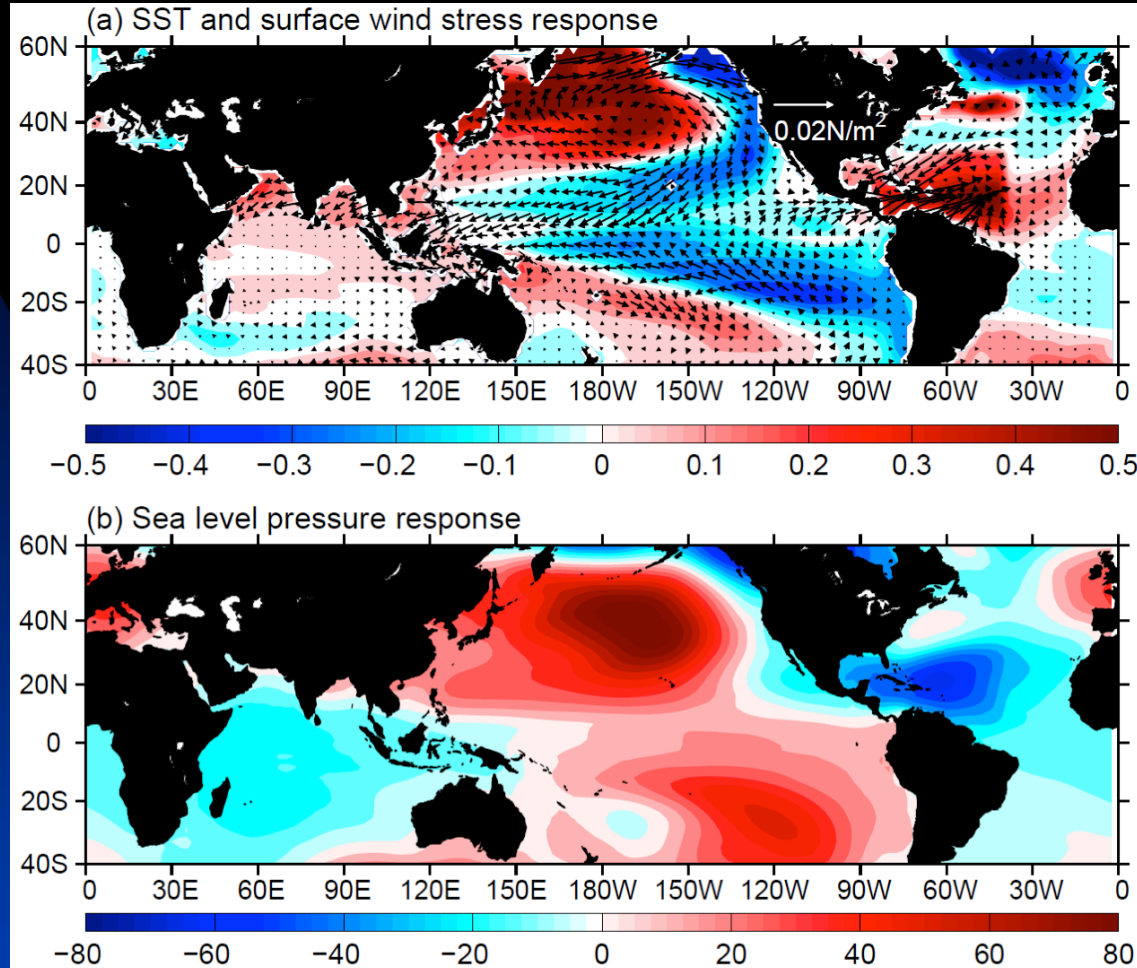 (a) SST and surface wind stress response
60N
40N
20N
0
20S
40S
0.02N/m²
0 30E 60E 90E 120E 150E 180E 150W 120W 90W 60W 30W 0
−0.5 −0.4 −0.3 −0.2 −0.1 0 0.1 0.2 0.3 0.4 0.5
(b) Sea level pressure response
60N
40N
20N
0
20S
40S
0 30E 60E 90E 120E 150E 180E 150W 120W 90W 60W 30W 0
−80 −60 −40 −20 0 20 40 60 80